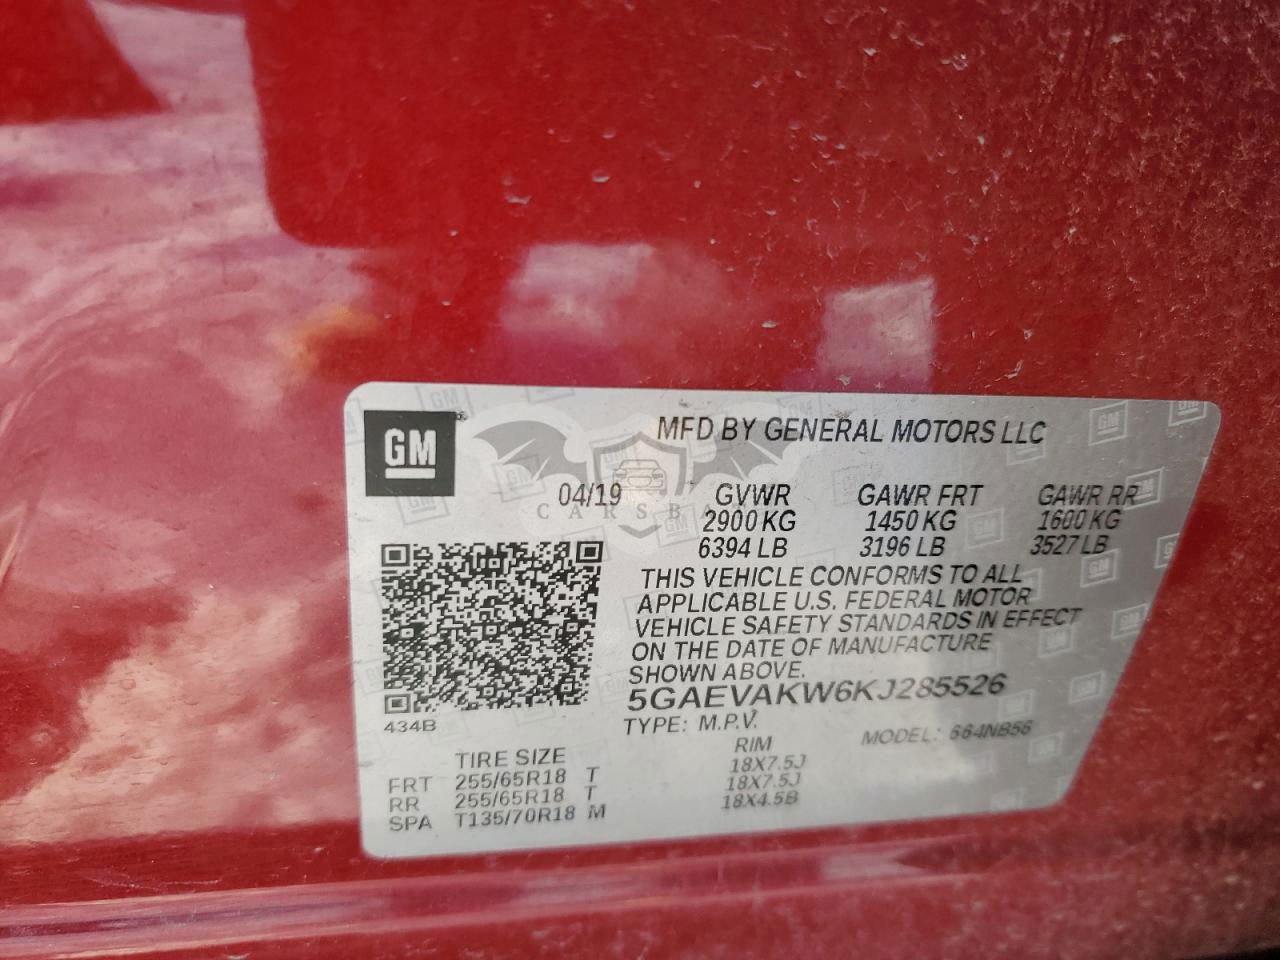 GM
MFD BY GENERAL MOTORS LLC
04/19 GVWR GAWR FRT GAWR RR
2900 KG 1450 KG 1600 KG
6394 LB 3196 LB 3527 LB
CARSBA
THIS VEHICLE CONFORMS TO ALL
APPLICABLE U.S. FEDERAL MOTOR
VEHICLE SAFETY STANDARDS IN EFFECT
ON THE DATE OF MANUFACTURE
SHOWN ABOVE.
5GAEVAKW6KJ285526
434B
TYPE: M.P.V. MODEL: 664NB56
TIRE SIZE RIM
FRT 255/65R18 T 18X7.5J
RR 255/65R18 T 18X7.5J
SPA T135/70R18 M 18X4.5B